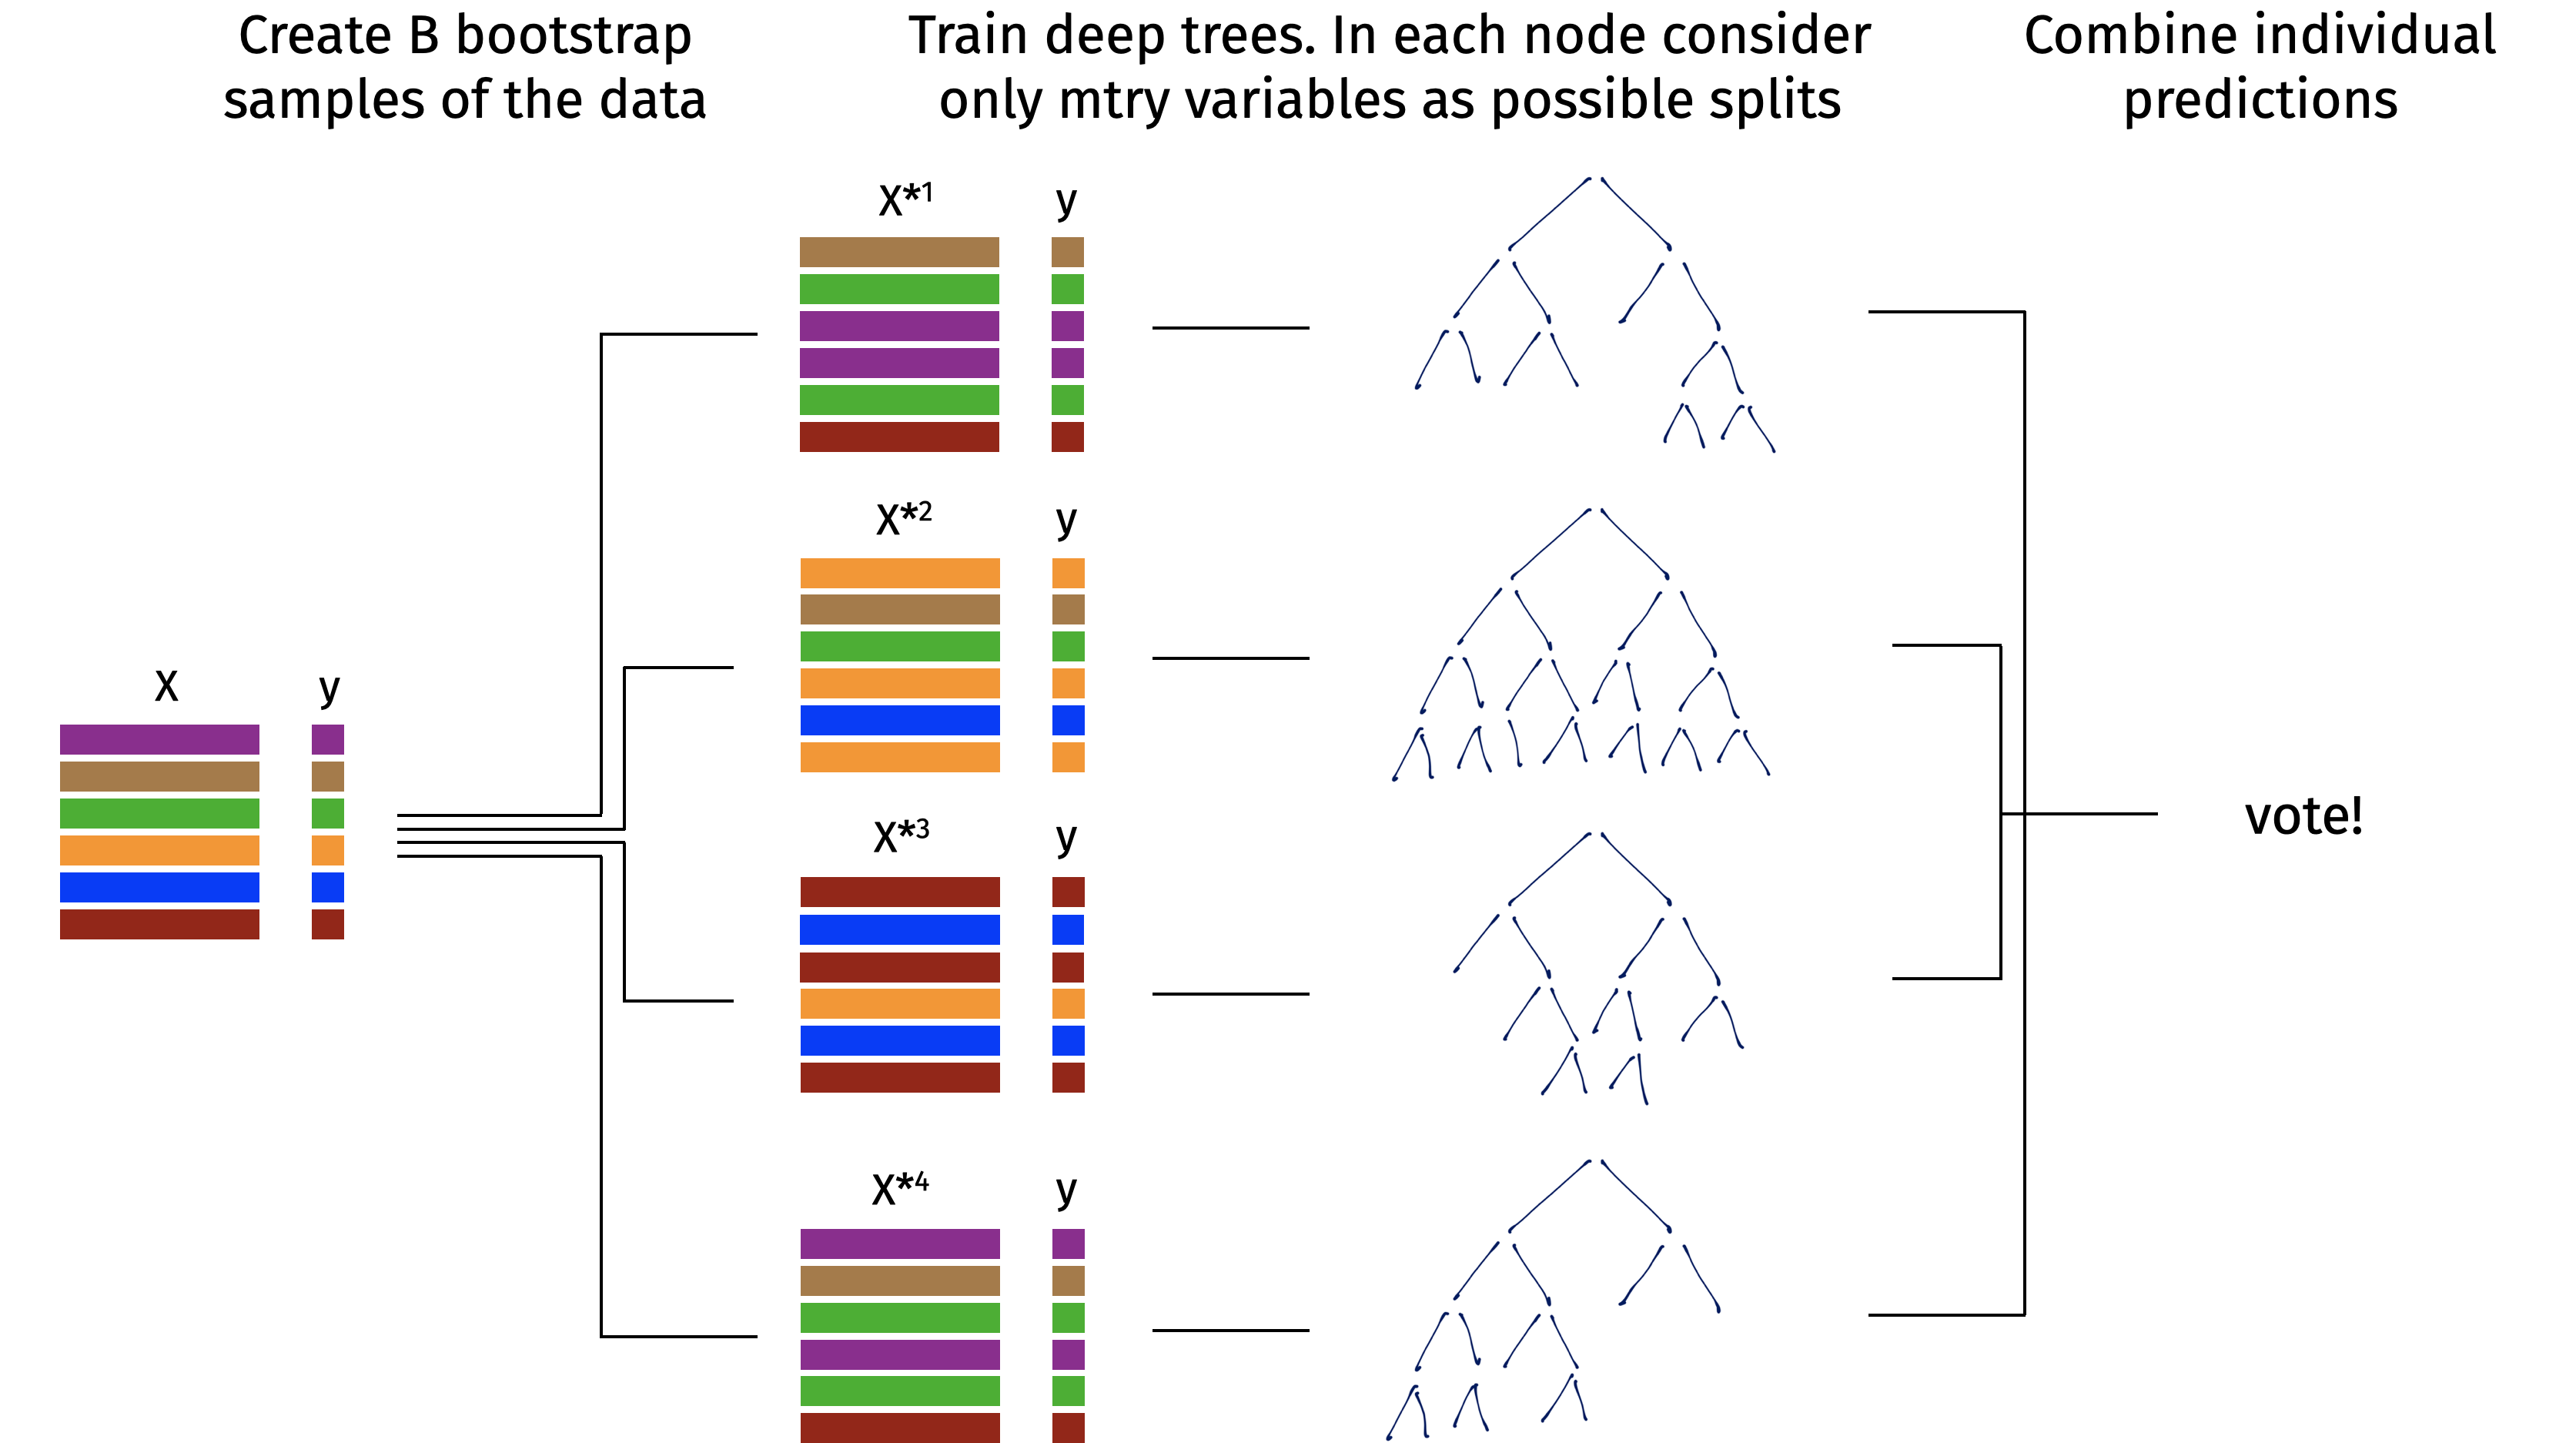 Create B bootstrap
samples of the data
Train deep trees. In each node consider
only mtry variables as possible splits
Combine individual
predictions
X y
X*¹ y
X*² y
X*³ y
X*⁴ y
vote!